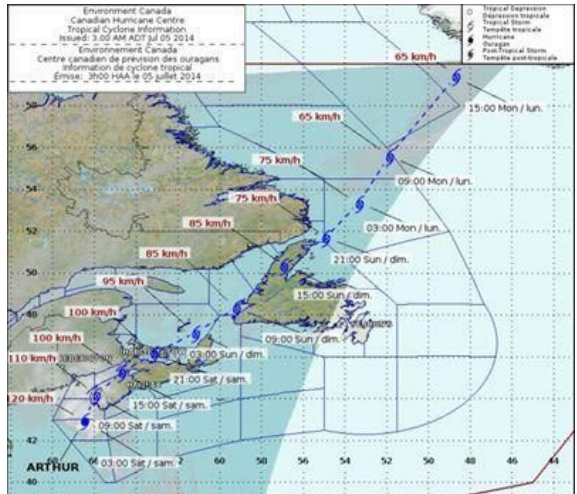 Environment Canada
Canadian Hurricane Centre
Tropical Cyclone Information
Issued: 3.00 AM ADT Jul 05 2014
Environnement Canada
Centre canadien de prévision des ouragans
Information de cyclone tropical
Émise: 3h00 HAA le 05 juillet 2014
Tropical Depression
Dépression tropicale
Tropical Storm
Tempête tropicale
Hurricane
Ouragan
Post-Tropical Storm
Tempête post-tropicale
65 km/h
15:00 Mon / lun.
58
65 km/h
56
75 km/h
09:00 Mon / lun.
54
75 km/h
03:00 Mon / lun.
52
85 km/h
21:00 Sun / dim.
50
85 km/h
15:00 Sun / dim.
95 km/h
48
100 km/h
09:00 Sun / dim.
100 km/h
03:00 Sun / dim.
110 km/h
21:00 Sat / sam.
120 km/h
15:00 Sat / sam.
09:00 Sat / sam.
42
03:00 Sat / sam.
ARTHUR
40
66 64 62 60 58 56 54 52 50 48 46 44